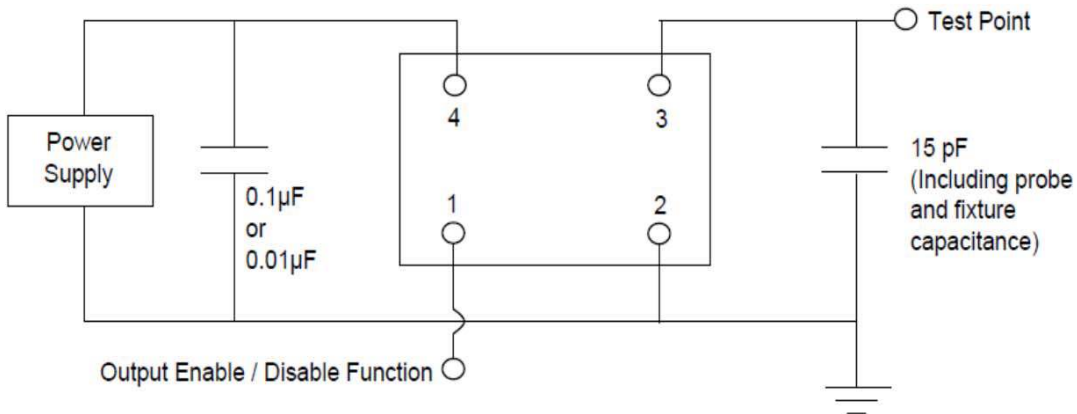 Test Point
4
3
Power
Supply
15 pF
(Including probe
and fixture
capacitance)
0.1µF
or
0.01µF
1
2
Output Enable / Disable Function